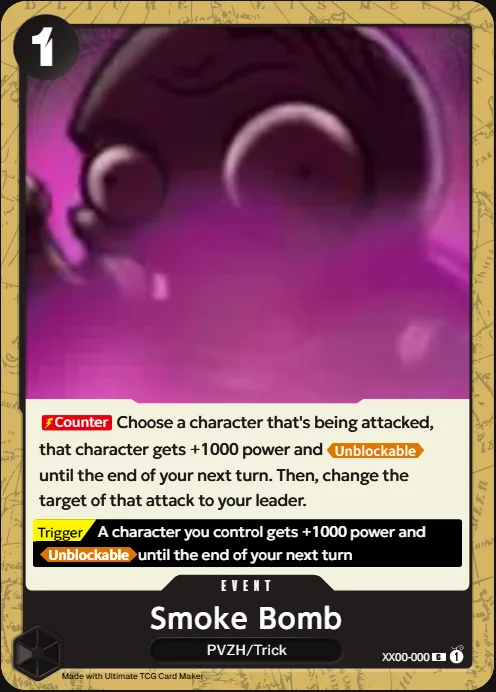 1
Counter Choose a character that's being attacked,
that character gets +1000 power and Unblockable
until the end of your next turn. Then, change the
target of that attack to your leader.
Trigger A character you control gets +1000 power and
Unblockable until the end of your next turn
EVENT
Smoke Bomb
PVZH/Trick
XX00-000 C 1
Made with Ultimate TCG Card Maker